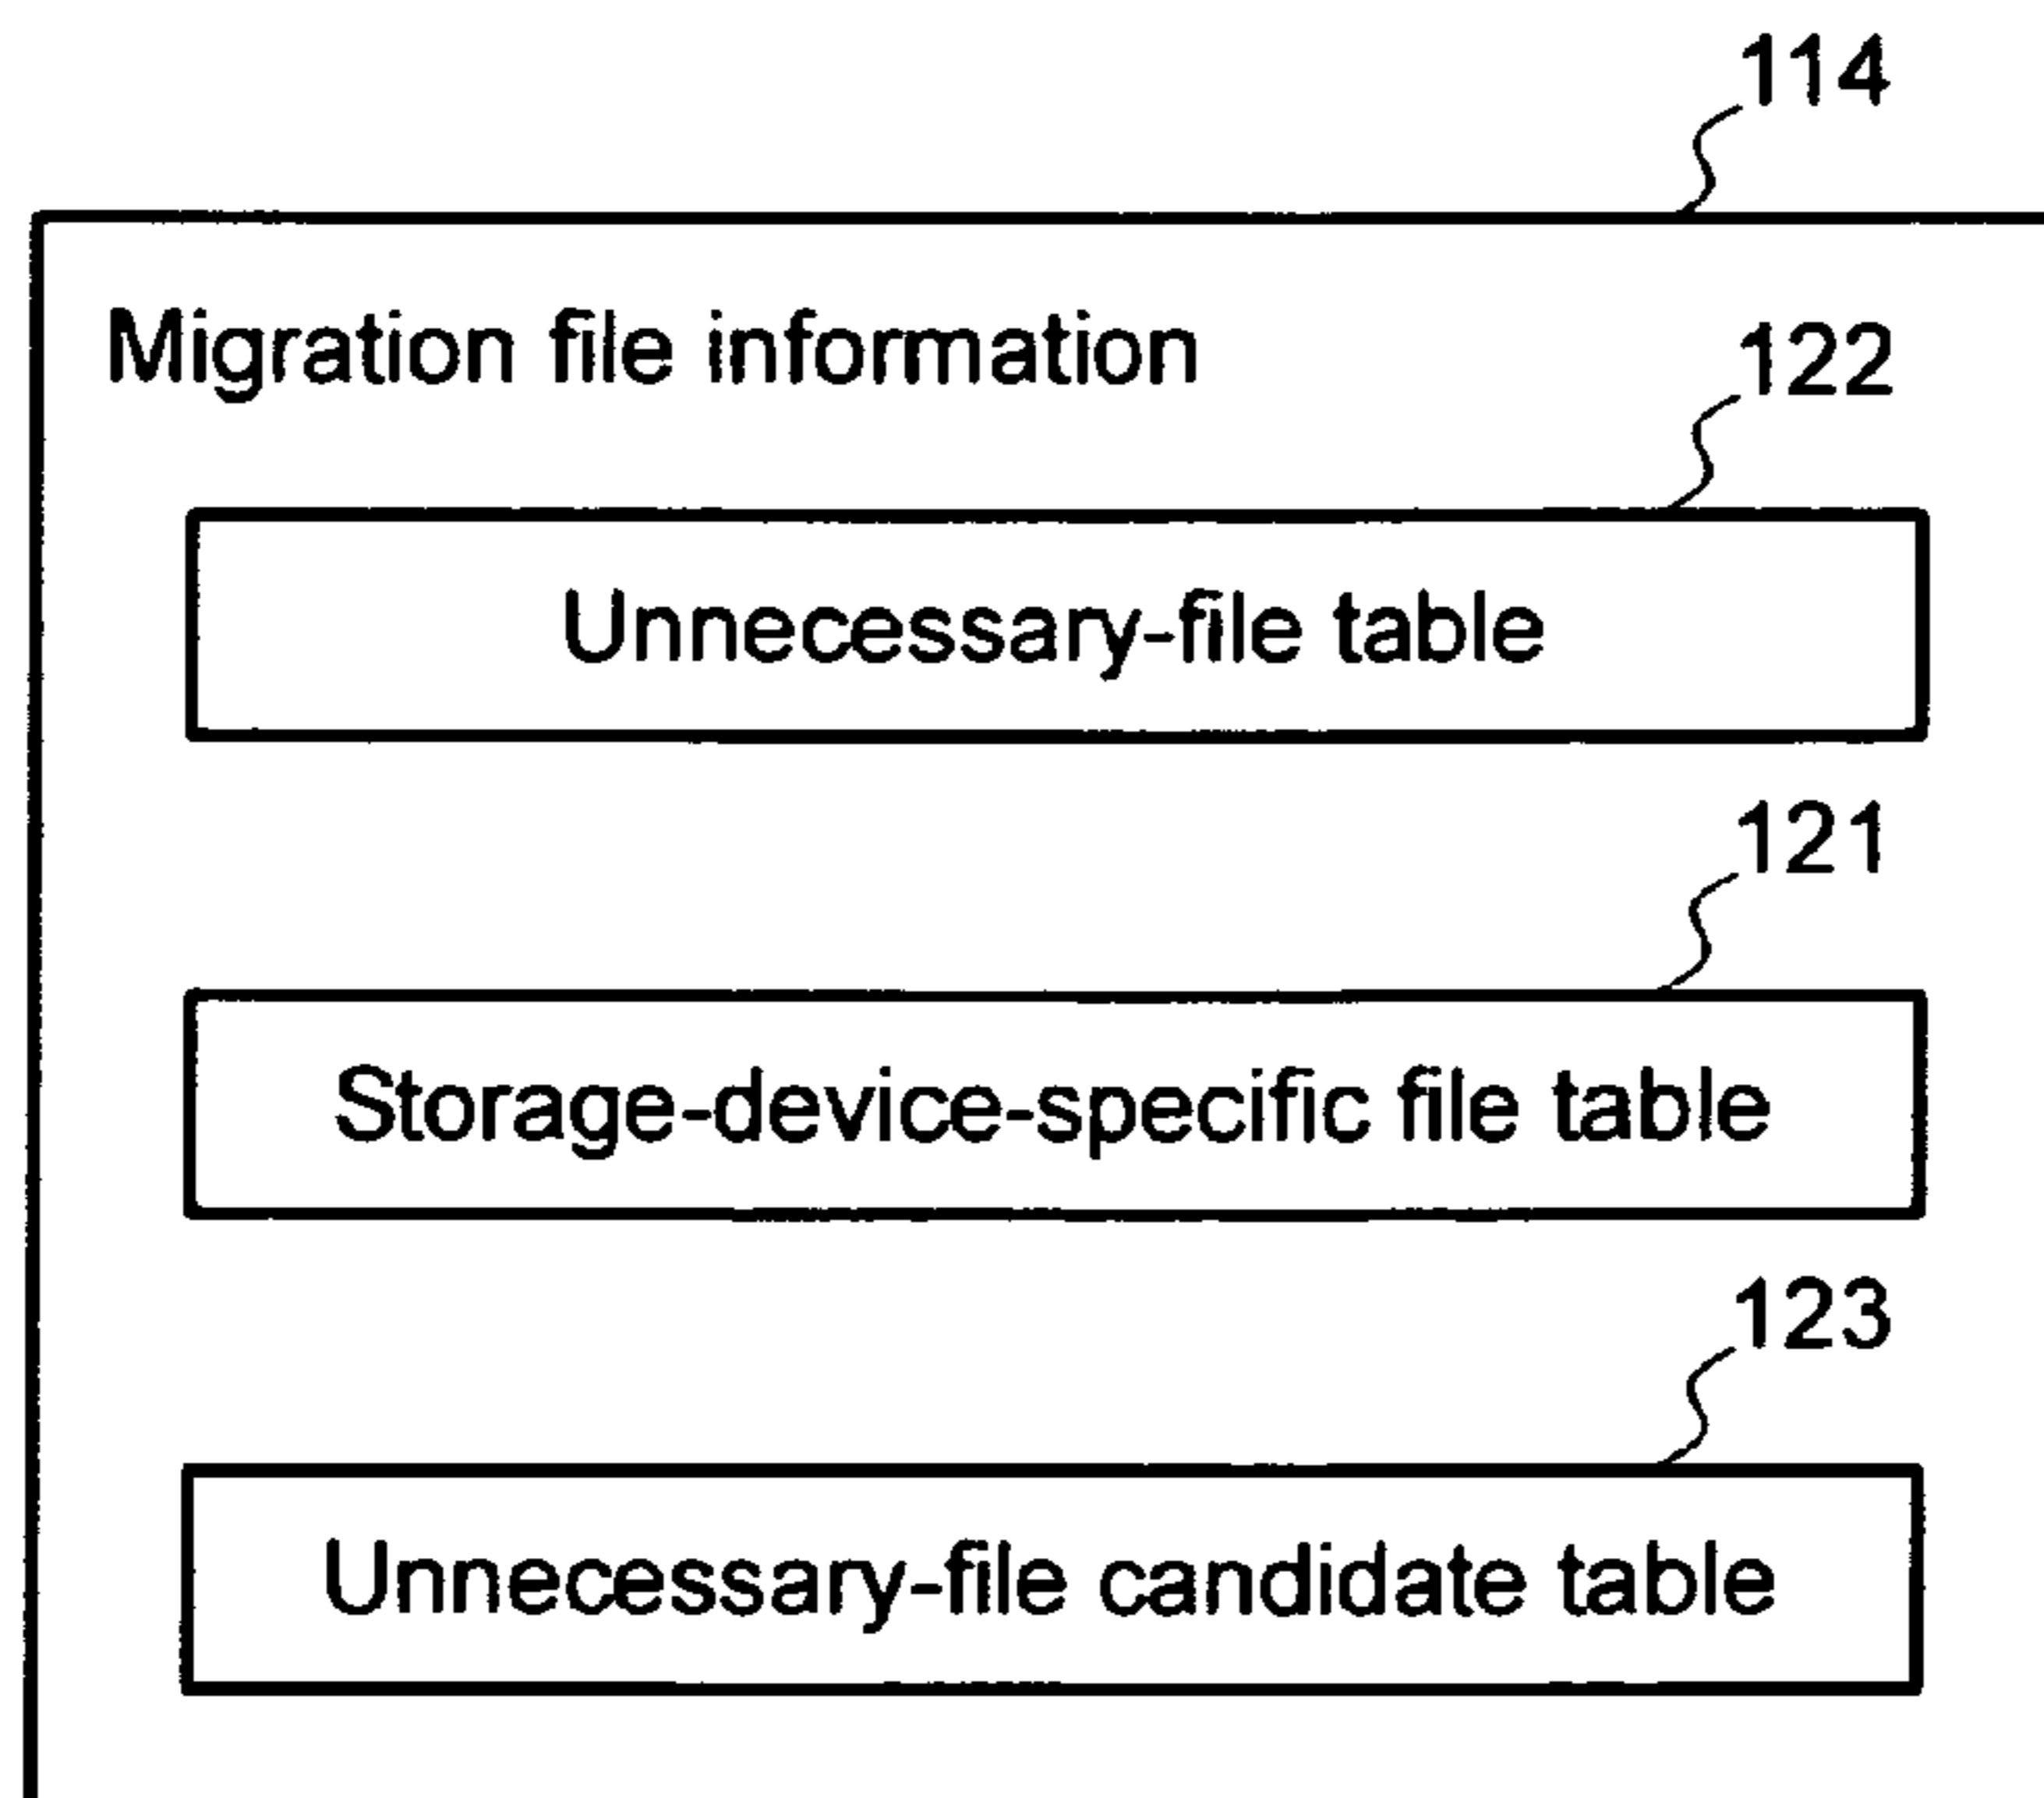 114
Migration file information
122
Unnecessary-file table
121
Storage-device-specific file table
123
Unnecessary-file candidate table